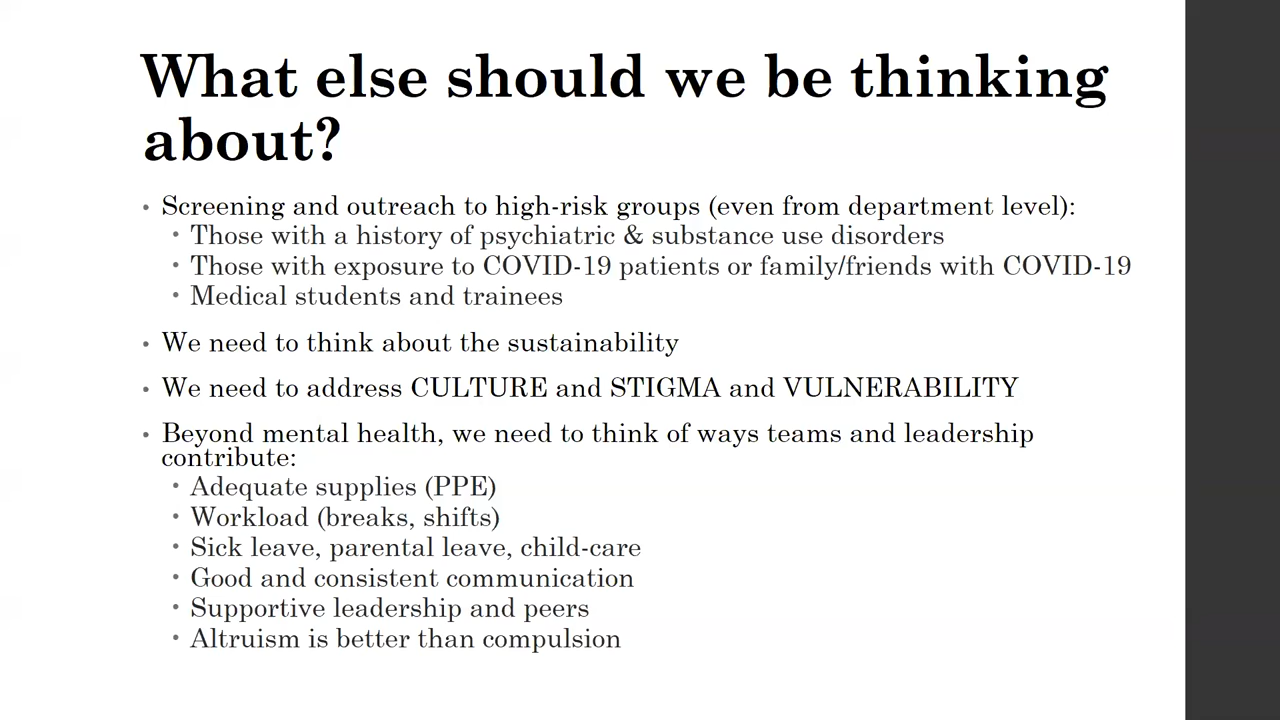 What else should we be thinking
about?
• Screening and outreach to high-risk groups (even from department level):
• Those with a history of psychiatric & substance use disorders
• Those with exposure to COVID-19 patients or family/friends with COVID-19
• Medical students and trainees
• We need to think about the sustainability
• We need to address CULTURE and STIGMA and VULNERABILITY
• Beyond mental health, we need to think of ways teams and leadership
contribute:
• Adequate supplies (PPE)
• Workload (breaks, shifts)
• Sick leave, parental leave, child-care
• Good and consistent communication
• Supportive leadership and peers
• Altruism is better than compulsion